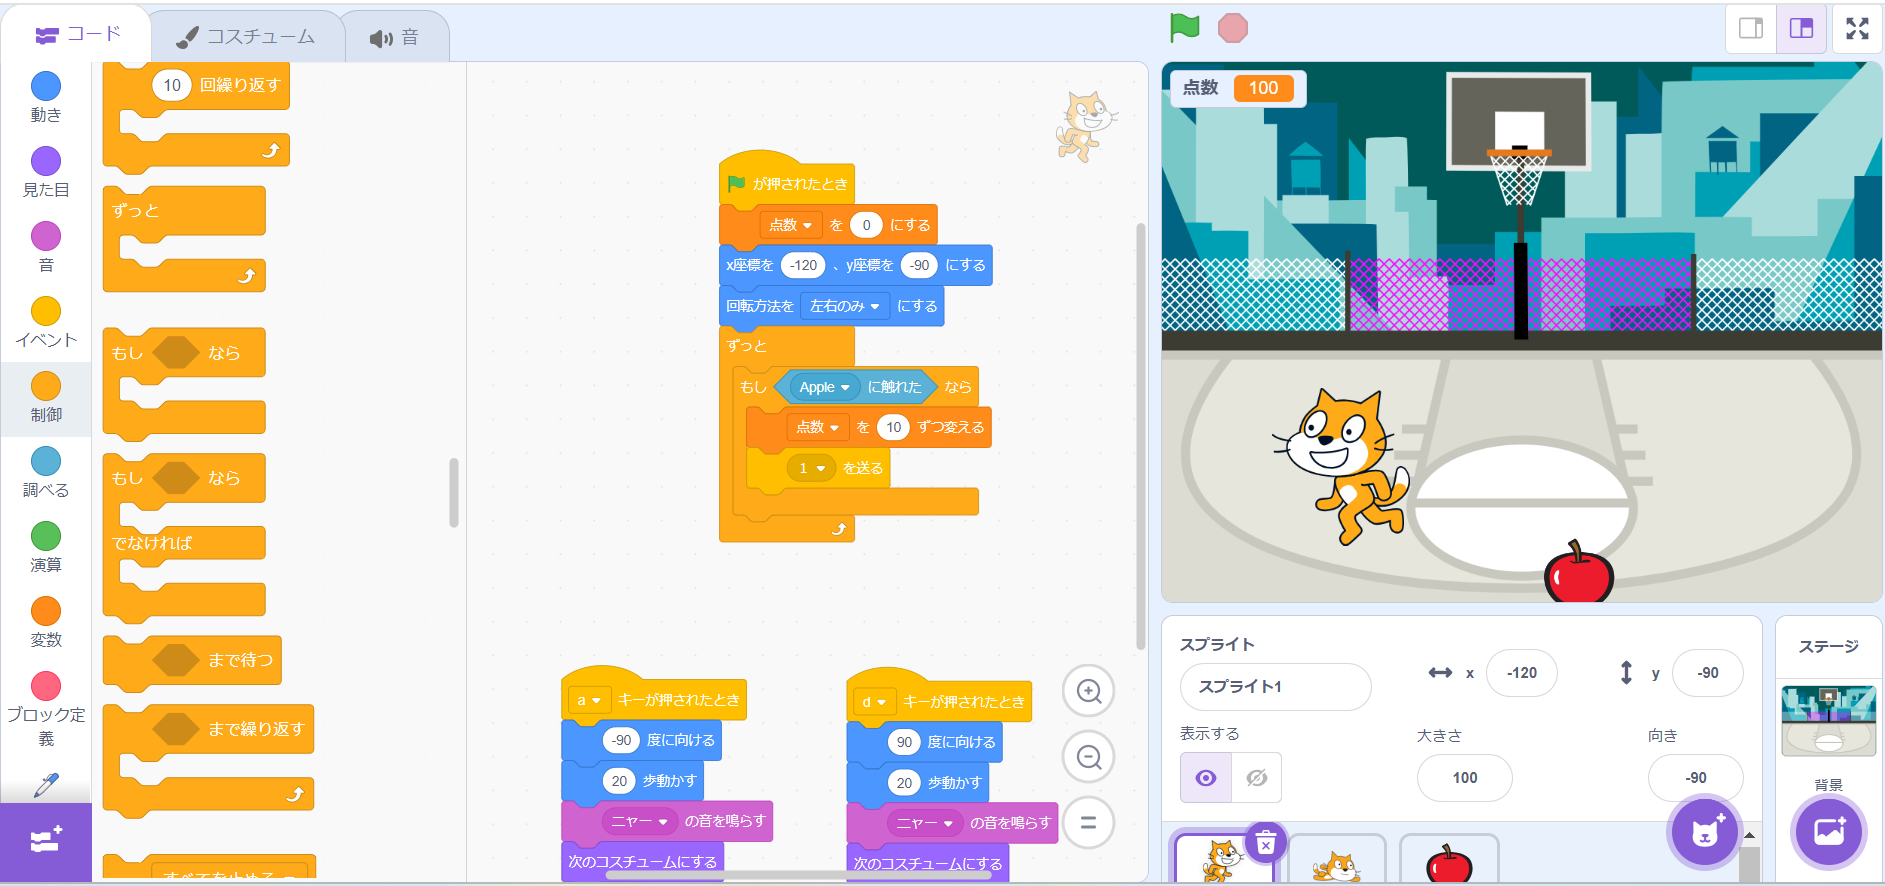 コード
コスチューム
音
動き
見た目
音
イベント
制御
調べる
演算
変数
ブロック定
義
10 回繰り返す
ずっと
もし なら
もし なら
でなければ
まで待つ
まで繰り返す
が押されたとき
点数 を 0 にする
x座標を -120 、y座標を -90 にする
回転方法を 左右のみ にする
ずっと
もし Apple に触れた なら
点数 を 10 ずつ変える
1 を送る
a キーが押されたとき
-90 度に向ける
20 歩動かす
ニャー の音を鳴らす
次のコスチュームにする
d キーが押されたとき
90 度に向ける
20 歩動かす
ニャー の音を鳴らす
次のコスチュームにする
点数 100
スプライト
スプライト1
x -120
y -90
表示する
大きさ
100
向き
-90
ステージ
背景